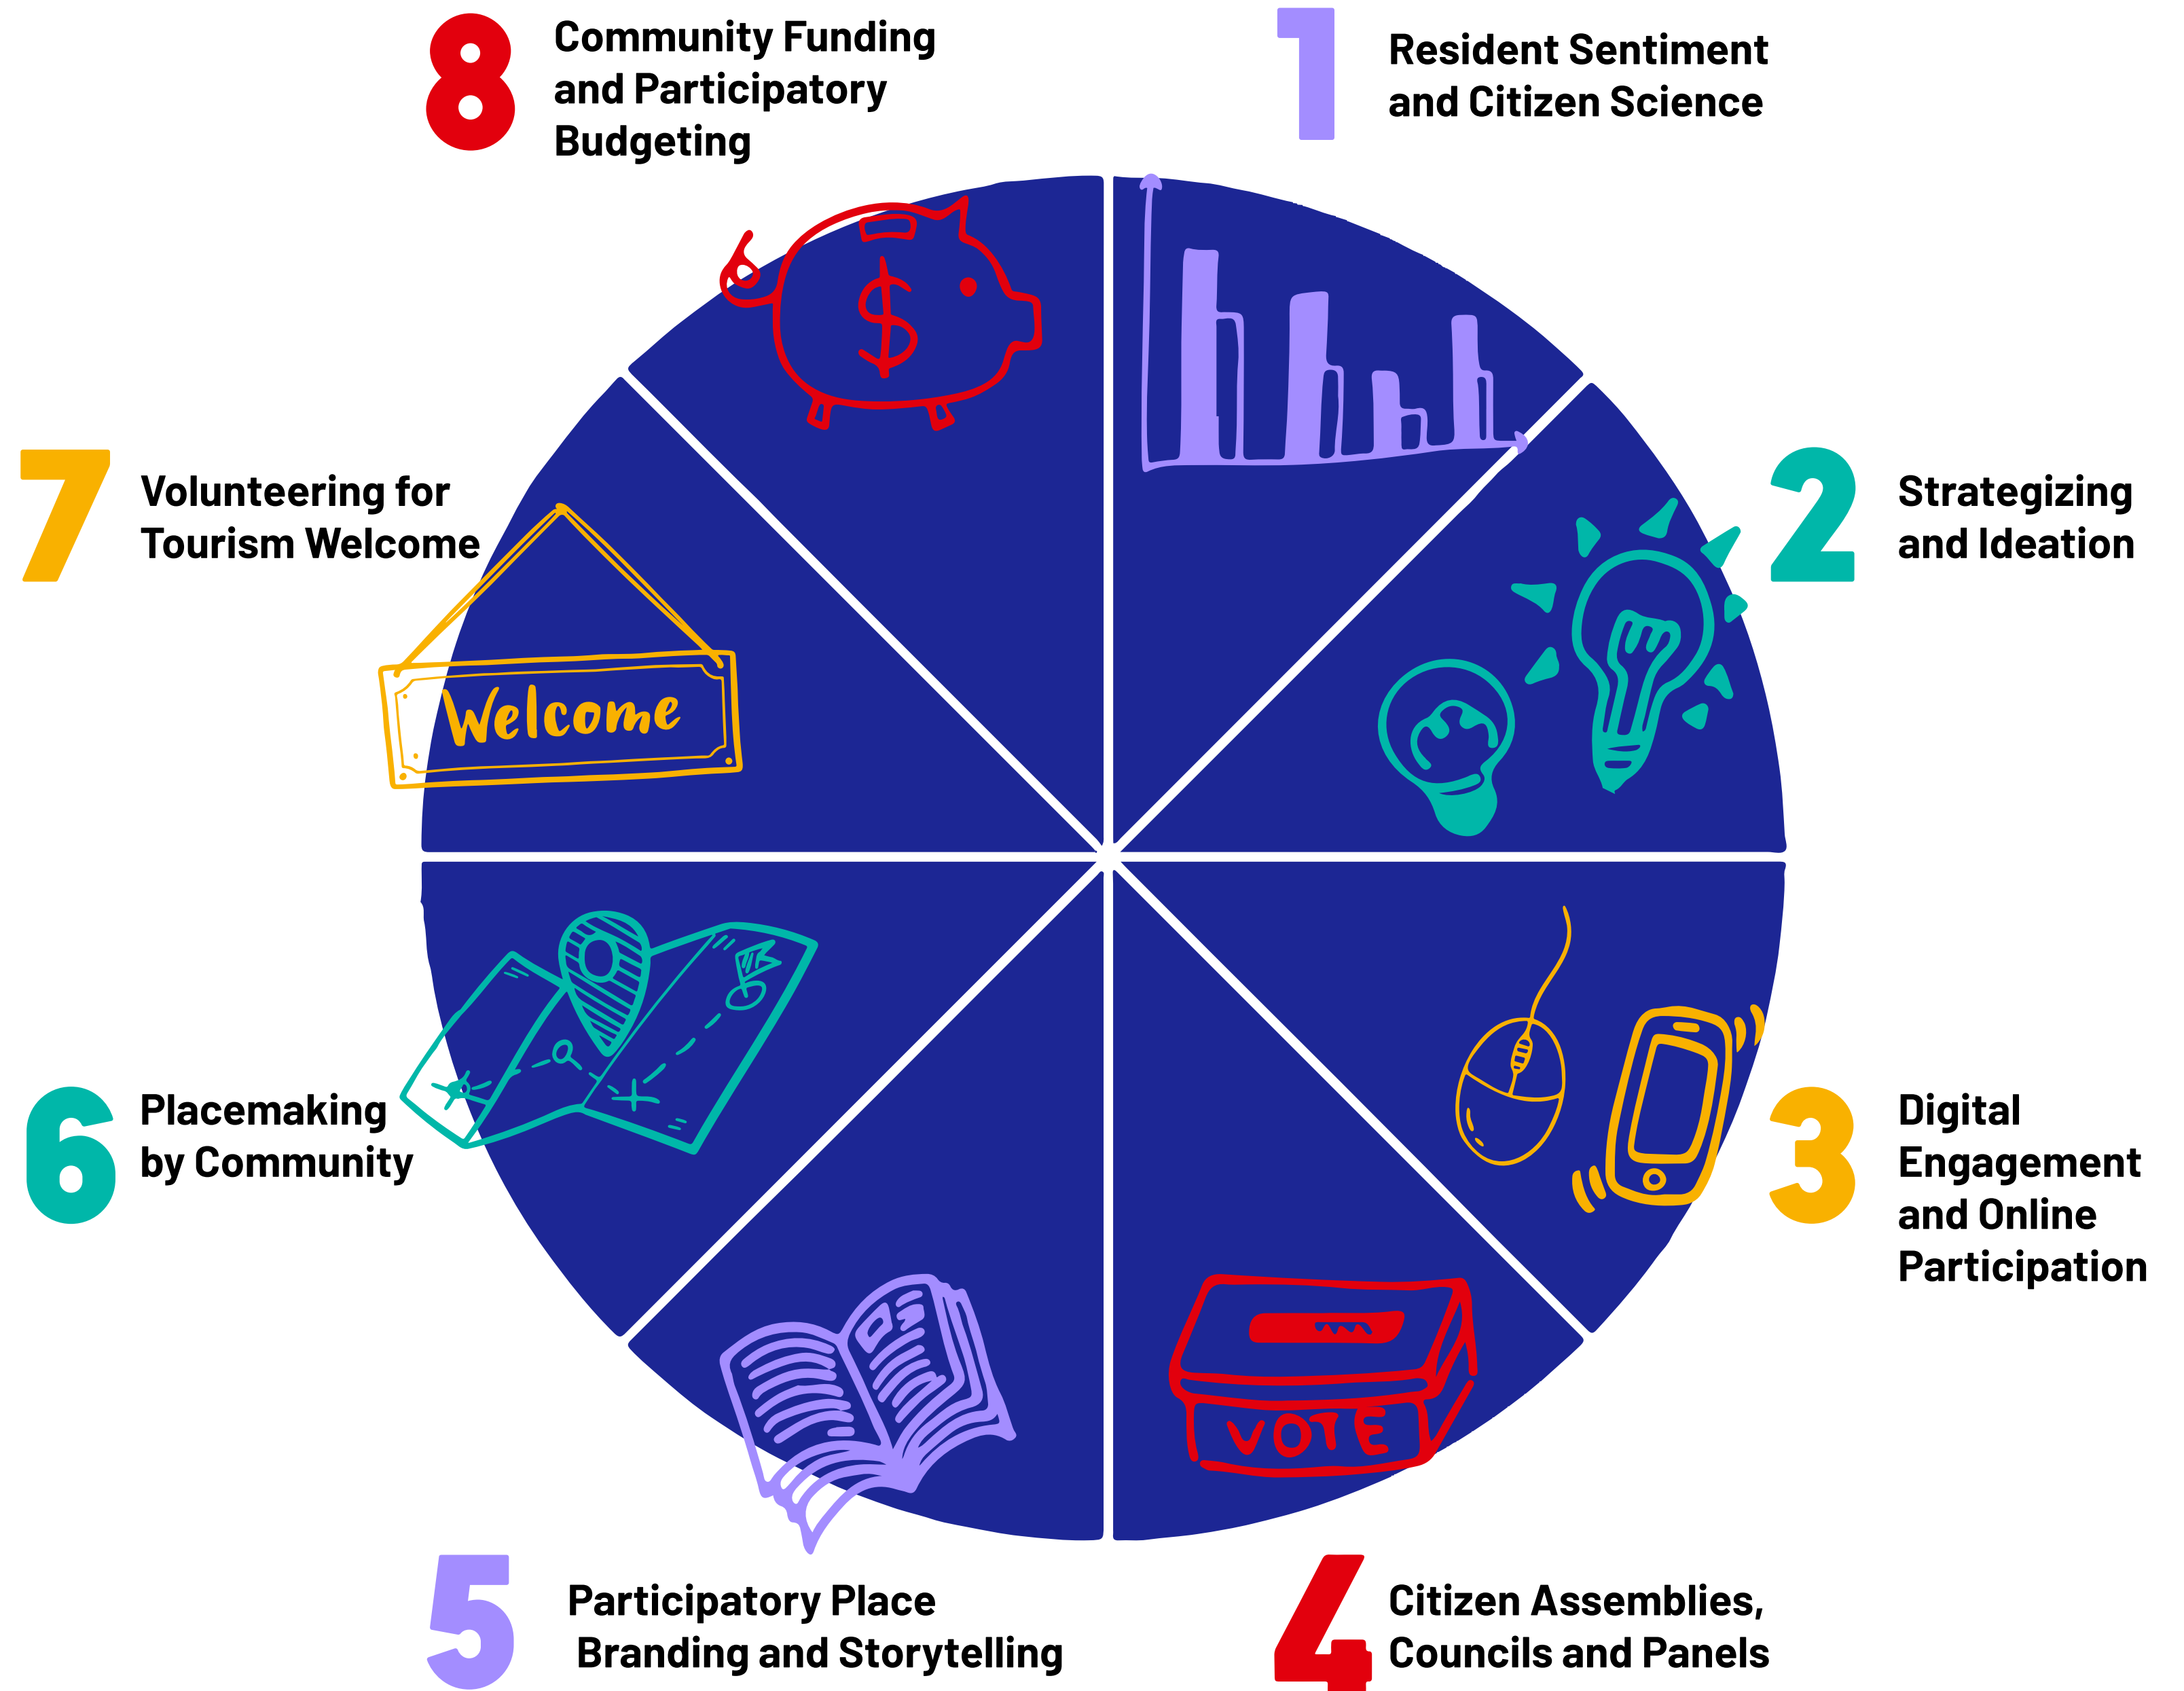 8
Community Funding
and Participatory
Budgeting
1
Resident Sentiment
and Citizen Science
$
7
Volunteering for
Tourism Welcome
2
Strategizing
and Ideation
Welcome
6
Placemaking
by Community
3
Digital
Engagement
and Online
Participation
VOTE
5
Participatory Place
Branding and Storytelling
4
Citizen Assemblies,
Councils and Panels